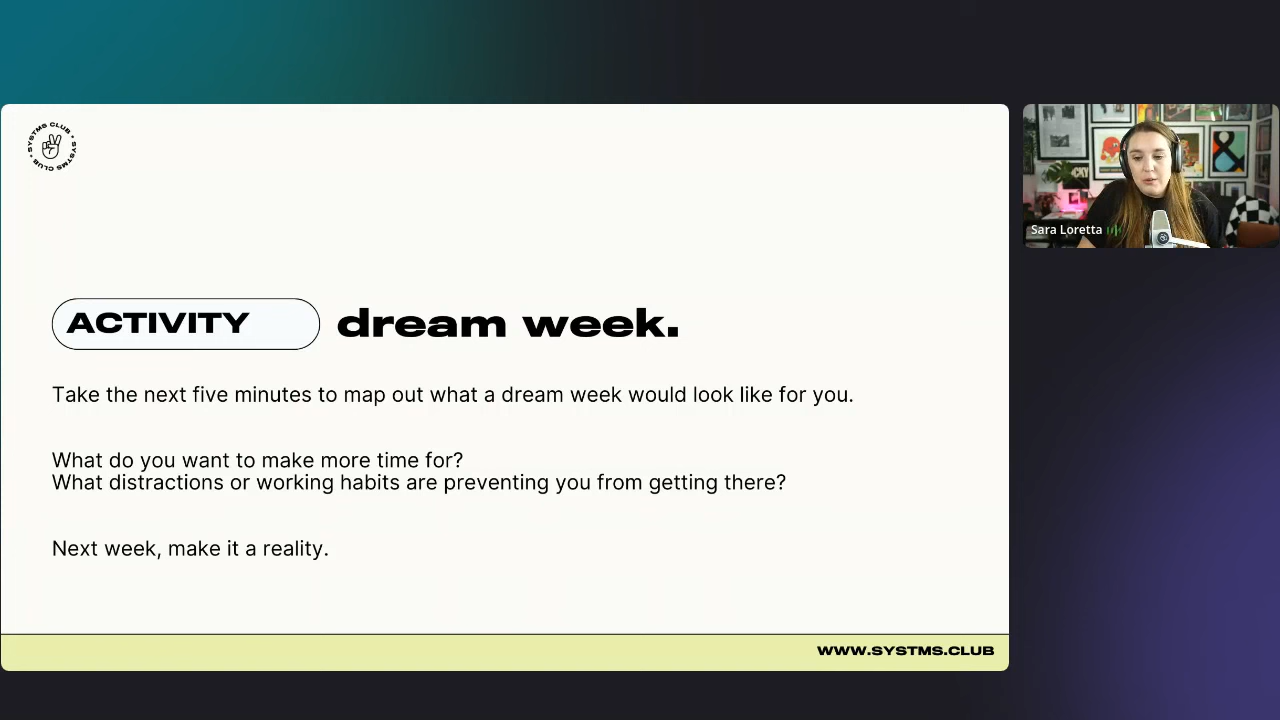 SYSTMS CLUB • SYSTMS CLUB •
ACTIVITY dream week.
Take the next five minutes to map out what a dream week would look like for you.
What do you want to make more time for?
What distractions or working habits are preventing you from getting there?
Next week, make it a reality.
WWW.SYSTMS.CLUB
Sara Loretta